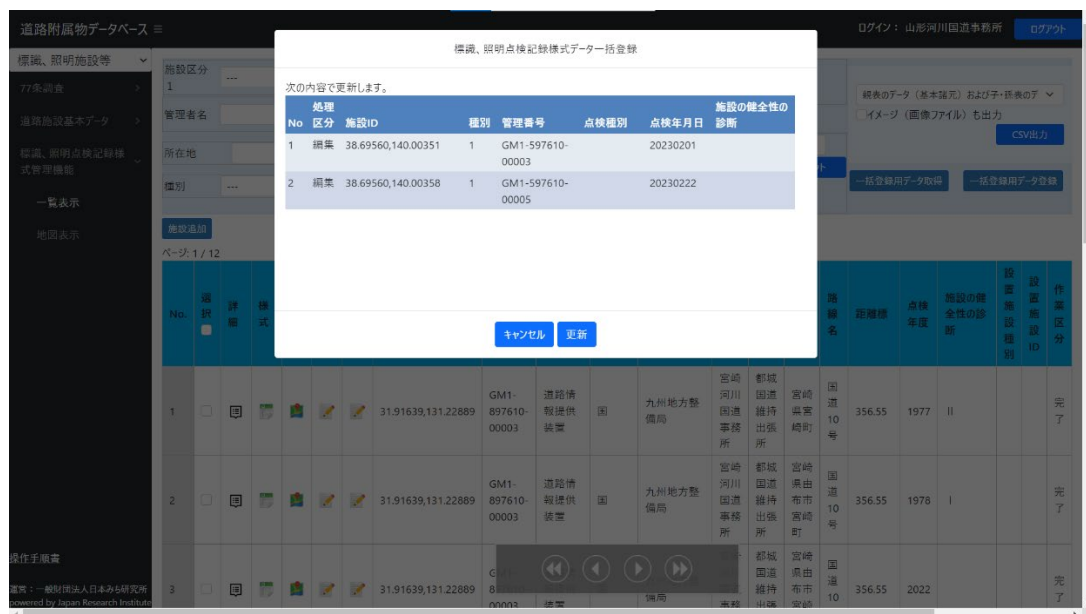 道路附属物データベース
ログイン： 山形河川国道事務所
ログアウト
標識、照明施設等
77条調査
道路施設基本データ
標識、照明点検記録様
式管理機能
一覧表示
地図表示
操作手順書
運営：一般財団法人日本みち研究所
powered by Japan Research Institute
施設区分
1
---
管理者名
所在地
種別
---
イメージ（画像ファイル）も出力
CSV出力
一括登録用データ取得
一括登録用データ登録
施設追加
ページ: 1 / 12
標識、照明点検記録様式データー括登録
次の内容で更新します。
No 処理区分 施設ID 種別 管理番号 点検種別 点検年月日 施設の健全性の診断
1 編集 38.69560,140.00351 1 GM1-597610-00003 20230201
2 編集 38.69560,140.00358 1 GM1-597610-00005 20230222
キャンセル 更新
No. 選択 詳細 様式 路線名 距離標 点検年度 施設の健全性の診断 設置施設種別 設置施設ID 作業区分
1 31.91639,131.22889 GM1-897610-00003 道路情報提供装置 国 九州地方整備局 宮崎河川国道事務所 都城国道維持出張所 宮崎県宮崎町 国道10号 356.55 1977 II 完了
2 31.91639,131.22889 GM1-897610-00003 道路情報提供装置 国 九州地方整備局 宮崎河川国道事務所 都城国道維持出張所 宮崎県由布市宮崎町 国道10号 356.55 1978 I 完了
3 31.91639,131.22889 都城国道維持 宮崎県由布市 国道10 356.55 2022 完了